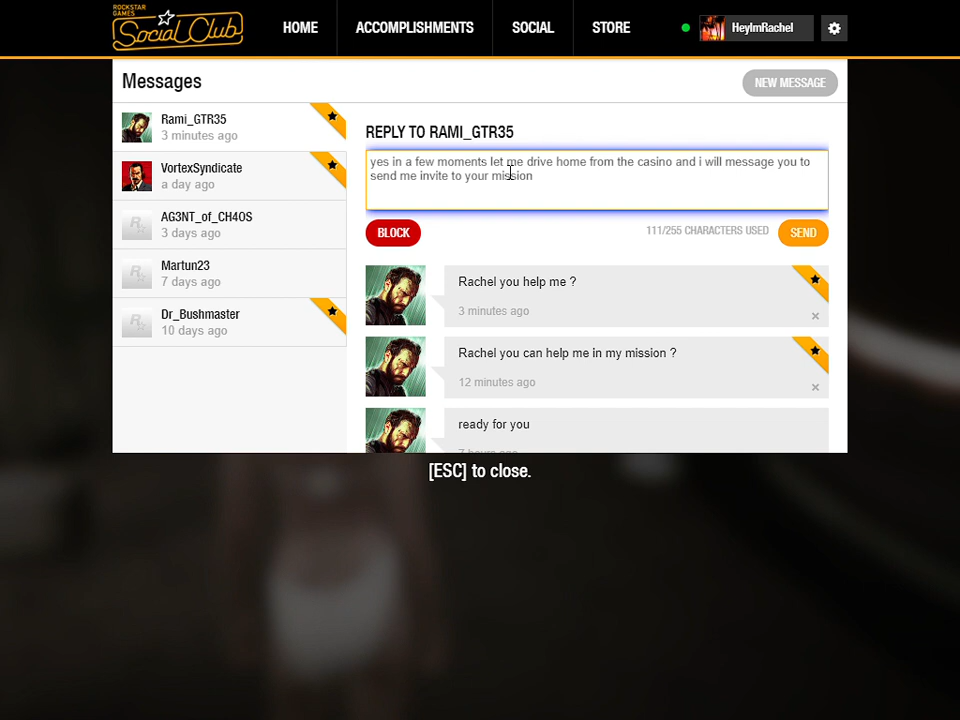 ROCKSTAR
GAMES
Social Club
HOME
ACCOMPLISHMENTS
SOCIAL
STORE
HeyImRachel
Messages
NEW MESSAGE
Rami_GTR35
3 minutes ago
VortexSyndicate
a day ago
AG3NT_of_CH4OS
3 days ago
Martun23
7 days ago
Dr_Bushmaster
10 days ago
REPLY TO RAMI_GTR35
yes in a few moments let me drive home from the casino and i will message you to
send me invite to your mission
BLOCK
111/255 CHARACTERS USED
SEND
Rachel you help me ?
3 minutes ago
Rachel you can help me in my mission ?
12 minutes ago
ready for you
7 hours ago
[ESC] to close.